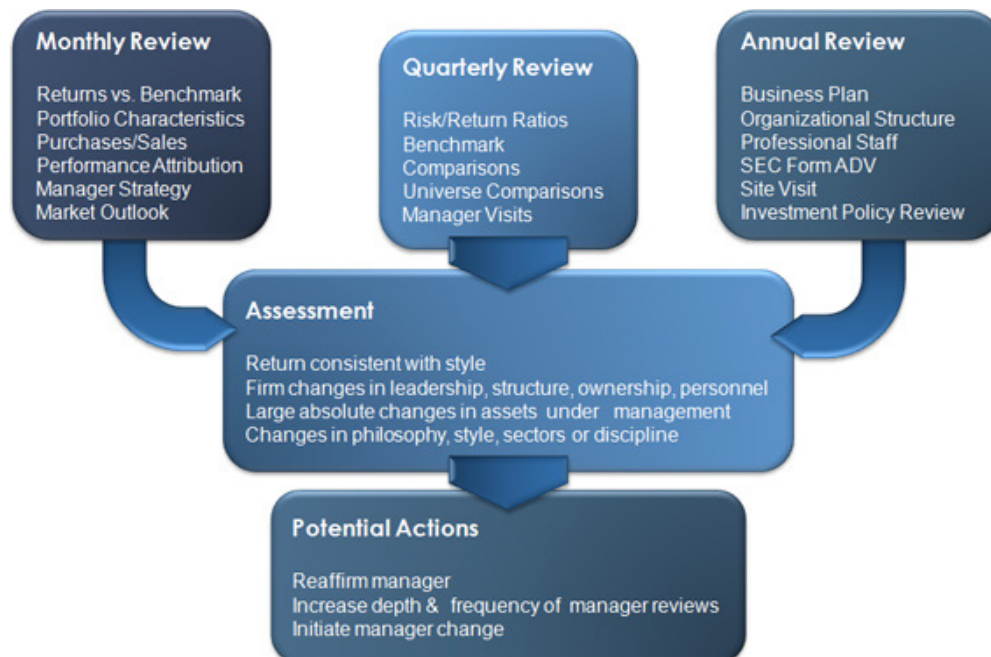 Monthly Review
Returns vs. Benchmark
Portfolio Characteristics
Purchases/Sales
Performance Attribution
Manager Strategy
Market Outlook
Quarterly Review
Risk/Return Ratios
Benchmark
Comparisons
Universe Comparisons
Manager Visits
Annual Review
Business Plan
Organizational Structure
Professional Staff
SEC Form ADV
Site Visit
Investment Policy Review
Assessment
Return consistent with style
Firm changes in leadership, structure, ownership, personnel
Large absolute changes in assets under management
Changes in philosophy, style, sectors or discipline
Potential Actions
Reaffirm manager
Increase depth & frequency of manager reviews
Initiate manager change